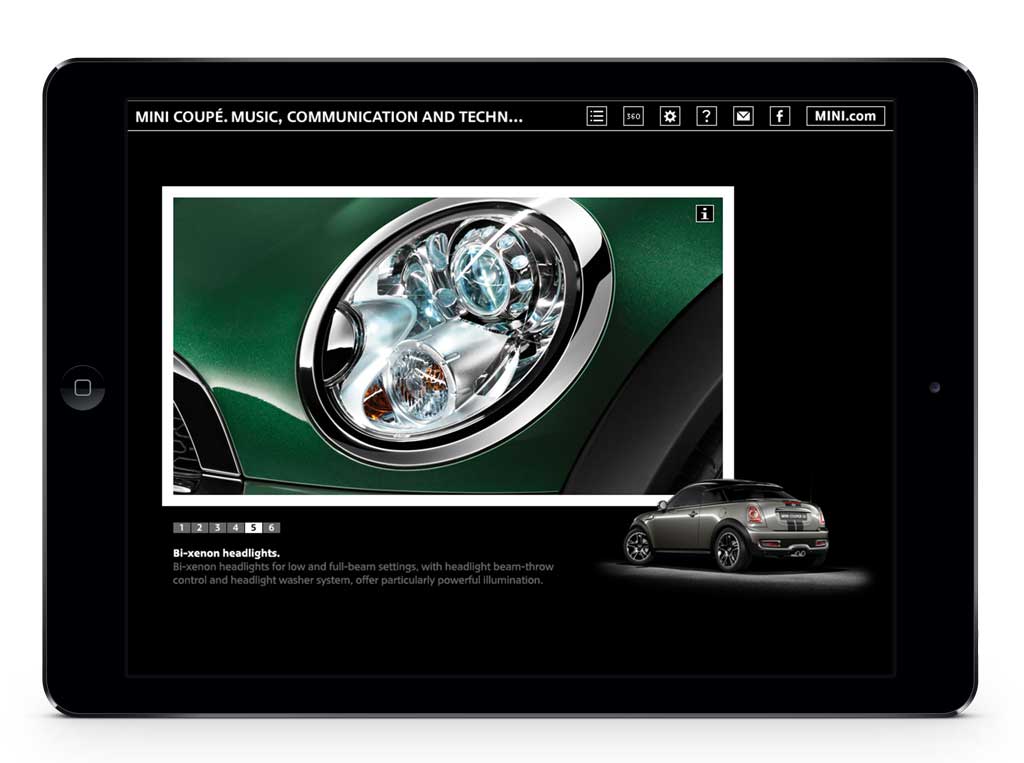 MINI COUPÉ. MUSIC, COMMUNICATION AND TECHN...
360
?
f
MINI.com
i
1 2 3 4 5 6
Bi-xenon headlights.
Bi-xenon headlights for low and full-beam settings, with headlight beam-throw
control and headlight washer system, offer particularly powerful illumination.